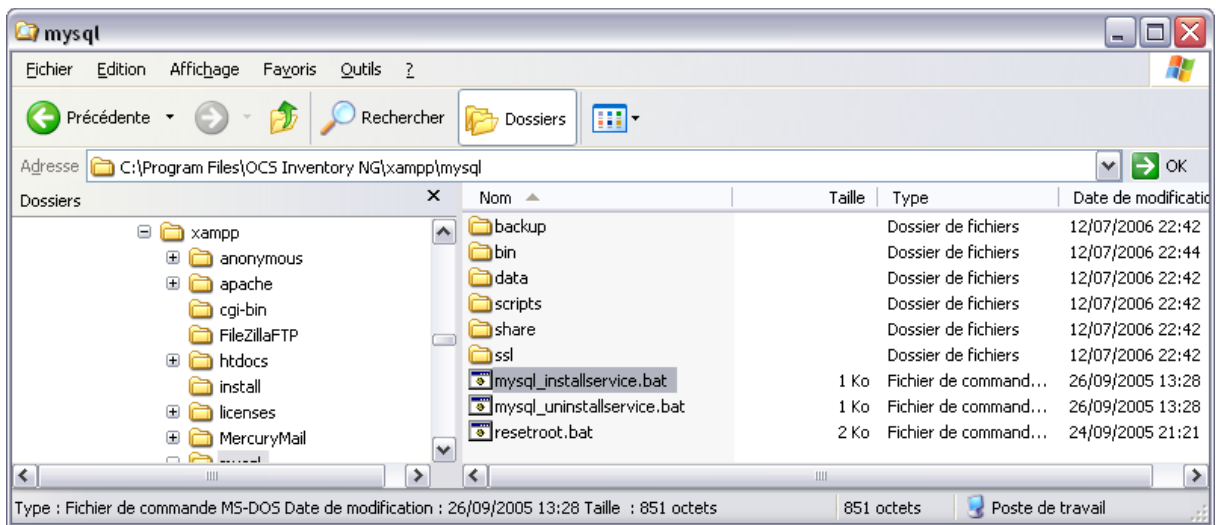 mysql
Fichier Edition Affichage Favoris Outils ?
Précédente Rechercher Dossiers
Adresse C:\Program Files\OCS Inventory NG\xampp\mysql OK
Dossiers Nom Taille Type Date de modificatio
xampp backup Dossier de fichiers 12/07/2006 22:42
anonymous bin Dossier de fichiers 12/07/2006 22:44
apache data Dossier de fichiers 12/07/2006 22:42
cgi-bin scripts Dossier de fichiers 12/07/2006 22:42
FileZillaFTP share Dossier de fichiers 12/07/2006 22:42
htdocs ssl Dossier de fichiers 12/07/2006 22:42
install mysql_installservice.bat 1 Ko Fichier de command... 26/09/2005 13:28
licenses mysql_uninstallservice.bat 1 Ko Fichier de command... 26/09/2005 13:28
MercuryMail resetroot.bat 2 Ko Fichier de command... 24/09/2005 21:21
Type : Fichier de commande MS-DOS Date de modification : 26/09/2005 13:28 Taille : 851 octets 851 octets Poste de travail